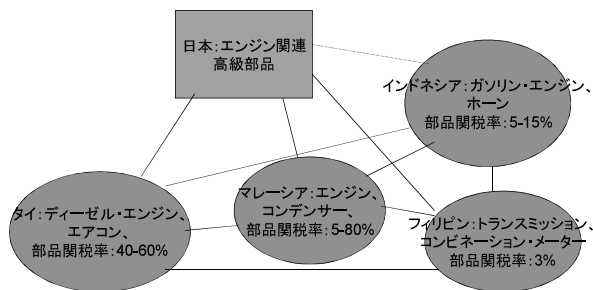 日本：エンジン関連
高級部品
インドネシア：ガソリン・エンジン、
ホーン
部品関税率：5-15%
マレーシア：エンジン、
コンデンサー、
部品関税率：5-80%
タイ：ディーゼル・エンジン、
エアコン、
部品関税率：40-60%
フィリピン：トランスミッション、
コンビネーション・メーター
部品関税率：3%